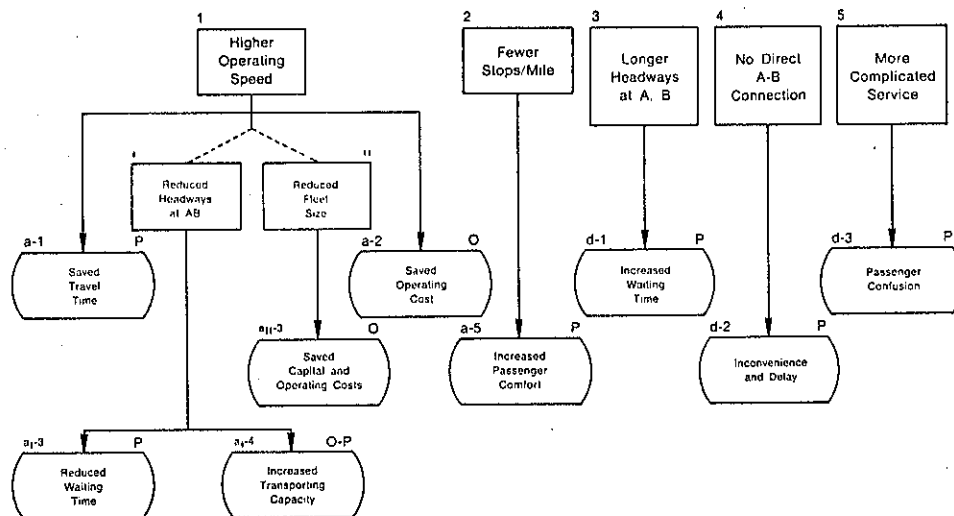 1
Higher
Operating
Speed
2
Fewer
Stops/Mile
3
Longer
Headways
at A, B
4
No Direct
A-B
Connection
5
More
Complicated
Service
I
Reduced
Headways
at AB
II
Reduced
Fleet
Size
a-1 P
Saved
Travel
Time
a-2 O
Saved
Operating
Cost
d-1 P
Increased
Waiting
Time
d-3 P
Passenger
Confusion
aII-3 O
Saved
Capital and
Operating Costs
a-5 P
Increased
Passenger
Comfort
d-2 P
Inconvenience
and Delay
aI-3 P
Reduced
Waiting
Time
aI-4 O-P
Increased
Transporting
Capacity